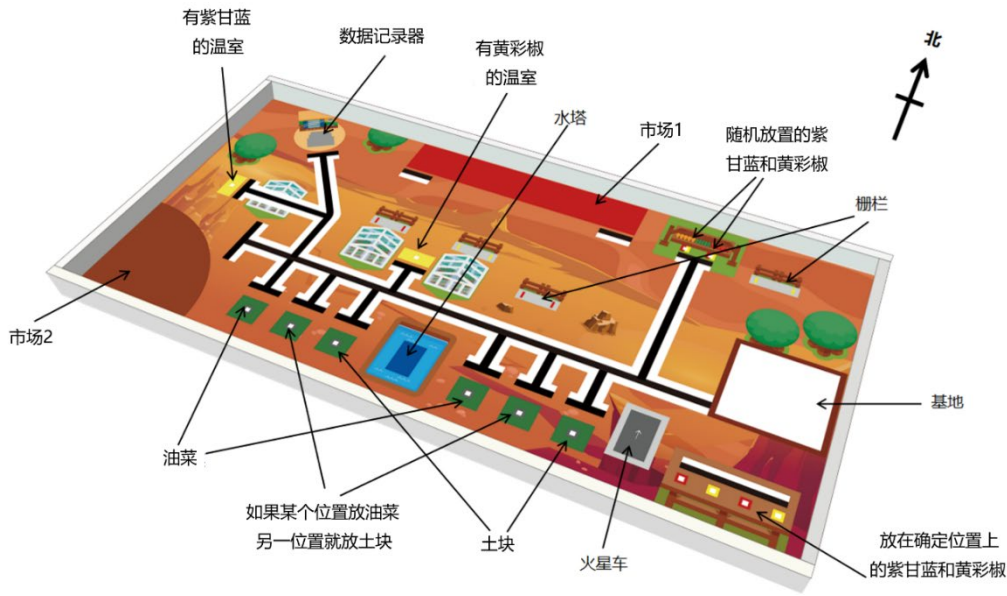 有紫甘蓝
的温室
数据记录器
有黄彩椒
的温室
水塔
市场1
随机放置的紫
甘蓝和黄彩椒
北
栅栏
市场2
基地
油菜
如果某个位置放油菜
另一位置就放土块
土块
火星车
放在确定位置上
的紫甘蓝和黄彩椒